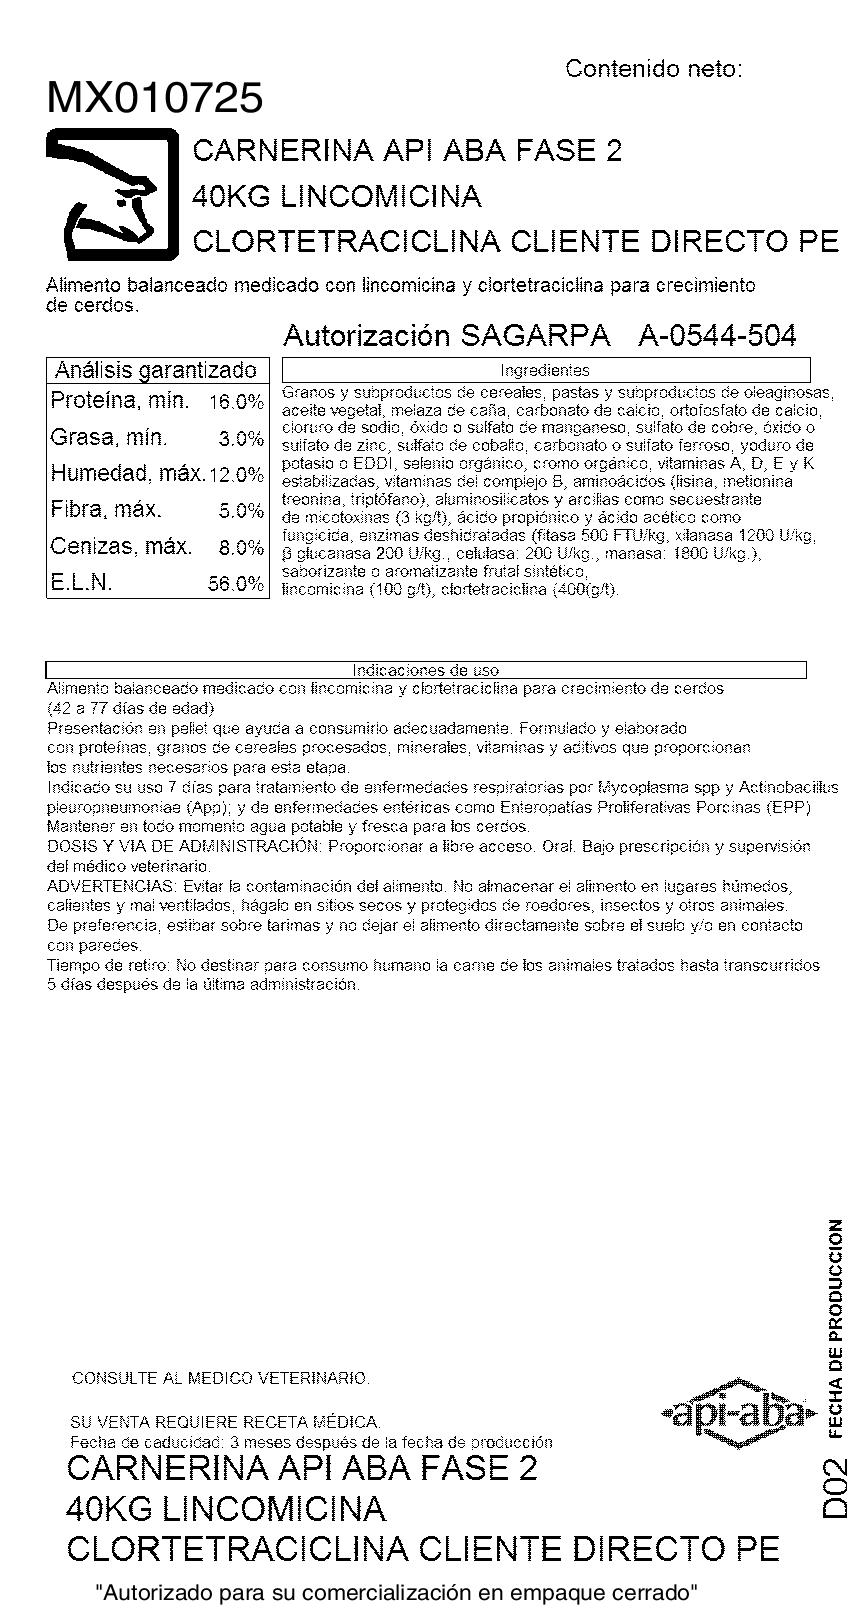 Contenido neto:
MX010725
CARNERINA API ABA FASE 2
40KG LINCOMICINA
CLORTETRACICLINA CLIENTE DIRECTO PE
Alimento balanceado medicado con lincomicina y clortetraciclina para crecimiento
de cerdos.
Autorización SAGARPA A-0544-504
Análisis garantizado
Proteína, mín. 16.0%
Grasa, mín. 3.0%
Humedad, máx. 12.0%
Fibra, máx. 5.0%
Cenizas, máx. 8.0%
E.L.N. 56.0%
Ingredientes
Granos y subproductos de cereales, pastas y subproductos de oleaginosas,
aceite vegetal, melaza de caña, carbonato de calcio, ortofosfato de calcio,
cloruro de sodio, óxido o sulfato de manganeso, sulfato de cobre, óxido o
sulfato de zinc, sulfato de cobalto, carbonato o sulfato ferroso, yoduro de
potasio o EDDI, selenio orgánico, cromo orgánico, vitaminas A, D, E y K
estabilizadas, vitaminas del complejo B, aminoácidos (lisina, metionina
treonina, triptófano), aluminosilicatos y arcillas como secuestrante
de micotoxinas (3 kg/t), ácido propiónico y ácido acético como
fungicida, enzimas deshidratadas (fitasa 500 FTU/kg, xilanasa 1200 U/kg,
β glucanasa 200 U/kg., celulasa: 200 U/kg., manasa: 1800 U/kg.),
saborizante o aromatizante frutal sintético,
lincomicina (100 g/t), clortetraciclina (400(g/t).
Indicaciones de uso
Alimento balanceado medicado con lincomicina y clortetraciclina para crecimiento de cerdos
(42 a 77 días de edad)
Presentación en pellet que ayuda a consumirlo adecuadamente. Formulado y elaborado
con proteínas, granos de cereales procesados, minerales, vitaminas y aditivos que proporcionan
los nutrientes necesarios para esta etapa.
Indicado su uso 7 días para tratamiento de enfermedades respiratorias por Mycoplasma spp y Actinobacillus
pleuropneumoniae (App); y de enfermedades entéricas como Enteropatías Proliferativas Porcinas (EPP)
Mantener en todo momento agua potable y fresca para los cerdos.
DOSIS Y VIA DE ADMINISTRACIÓN: Proporcionar a libre acceso. Oral. Bajo prescripción y supervisión
del médico veterinario.
ADVERTENCIAS: Evitar la contaminación del alimento. No almacenar el alimento en lugares húmedos,
calientes y mal ventilados, hágalo en sitios secos y protegidos de roedores, insectos y otros animales.
De preferencia, estibar sobre tarimas y no dejar el alimento directamente sobre el suelo y/o en contacto
con paredes.
Tiempo de retiro: No destinar para consumo humano la carne de los animales tratados hasta transcurridos
5 días después de la última administración.
FECHA DE PRODUCCION
D02
CONSULTE AL MEDICO VETERINARIO.
api-aba
SU VENTA REQUIERE RECETA MÉDICA.
Fecha de caducidad: 3 meses después de la fecha de producción
CARNERINA API ABA FASE 2
40KG LINCOMICINA
CLORTETRACICLINA CLIENTE DIRECTO PE
"Autorizado para su comercialización en empaque cerrado"